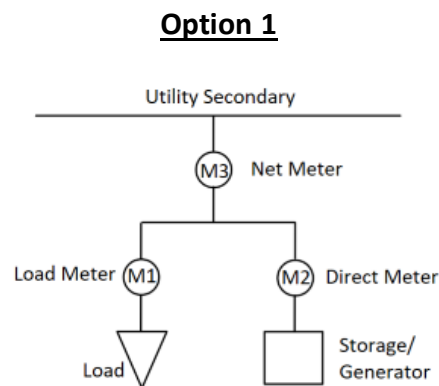 Option 1
Utility Secondary
M3 Net Meter
Load Meter M1
M2 Direct Meter
Load
Storage/
Generator